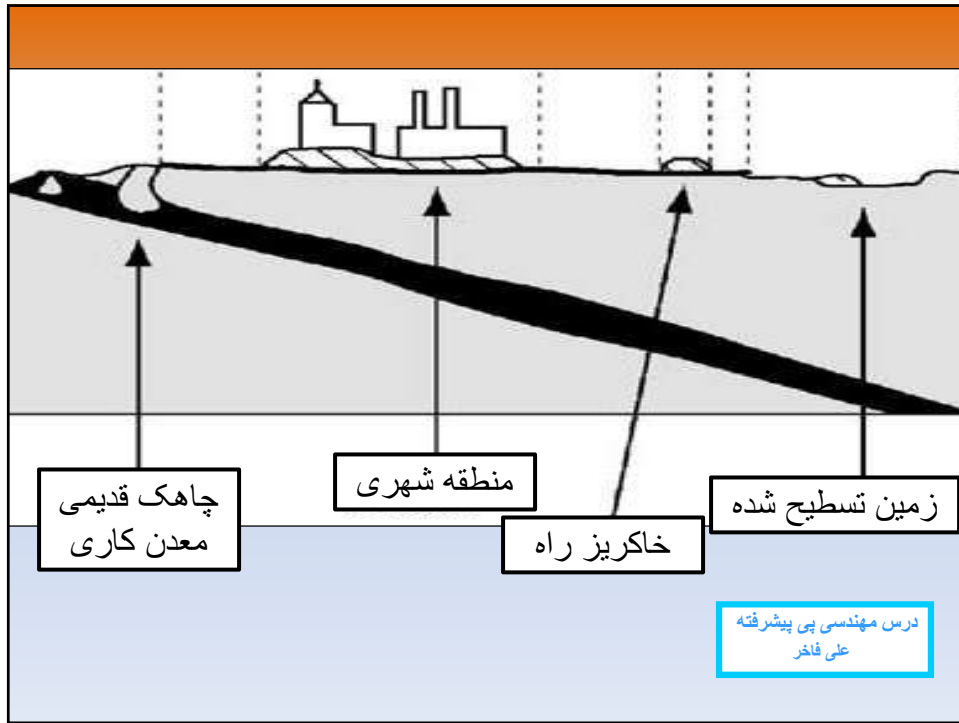 چاهک قدیمی
معدن کاری
منطقه شهری
خاکریز راه
زمین تسطیح شده
درس مهندسی پی پیشرفته
علی فاخر